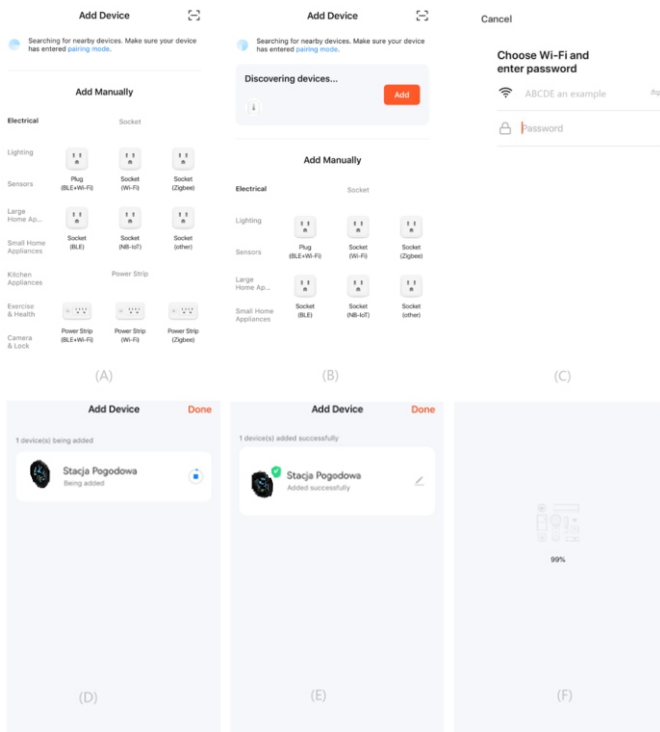 Add Device
Searching for nearby devices. Make sure your device
has entered pairing mode.
Add Manually
Electrical
Socket
Lighting
Sensors
Large
Home Ap...
Small Home
Appliances
Kitchen
Appliances
Exercise
& Health
Camera
& Lock
Plug
(BLE+Wi-Fi)
Socket
(Wi-Fi)
Socket
(Zigbee)
Socket
(BLE)
Socket
(NB-IoT)
Socket
(other)
Power Strip
Power Strip
(BLE+Wi-Fi)
Power Strip
(Wi-Fi)
Power Strip
(Zigbee)
(A)
Add Device
Searching for nearby devices. Make sure your device
has entered pairing mode.
Discovering devices...
Add
Add Manually
Electrical
Socket
Lighting
Sensors
Large
Home Ap...
Small Home
Appliances
Plug
(BLE+Wi-Fi)
Socket
(Wi-Fi)
Socket
(Zigbee)
Socket
(BLE)
Socket
(NB-IoT)
Socket
(other)
(B)
Cancel
Choose Wi-Fi and
enter password
ABCDE an example
Password
(C)
Add Device
Done
1 device(s) being added
Stacja Pogodowa
Being added
(D)
Add Device
Done
1 device(s) added successfully
Stacja Pogodowa
Added successfully
(E)
99%
(F)